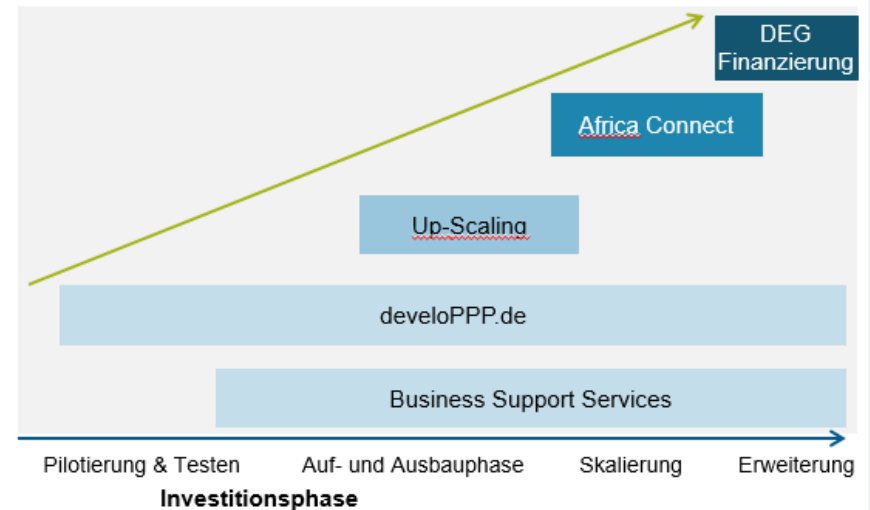 DEG
Finanzierung
Africa Connect
Up-Scaling
develoPPP.de
Business Support Services
Pilotierung & Testen Auf- und Ausbauphase Skalierung Erweiterung
Investitionsphase